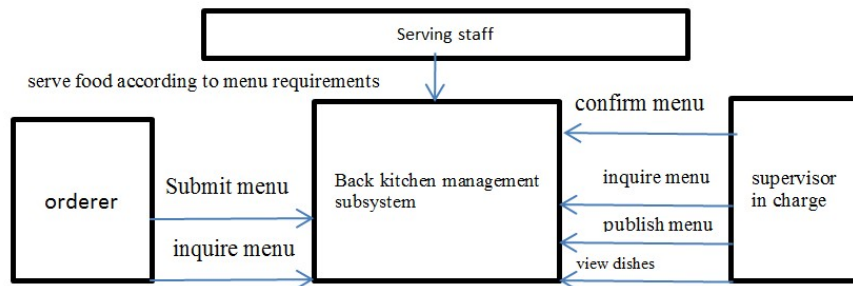 Serving staff
serve food according to menu requirements
confirm menu
orderer
Submit menu
inquire menu
Back kitchen management
subsystem
inquire menu
publish menu
view dishes
supervisor
in charge